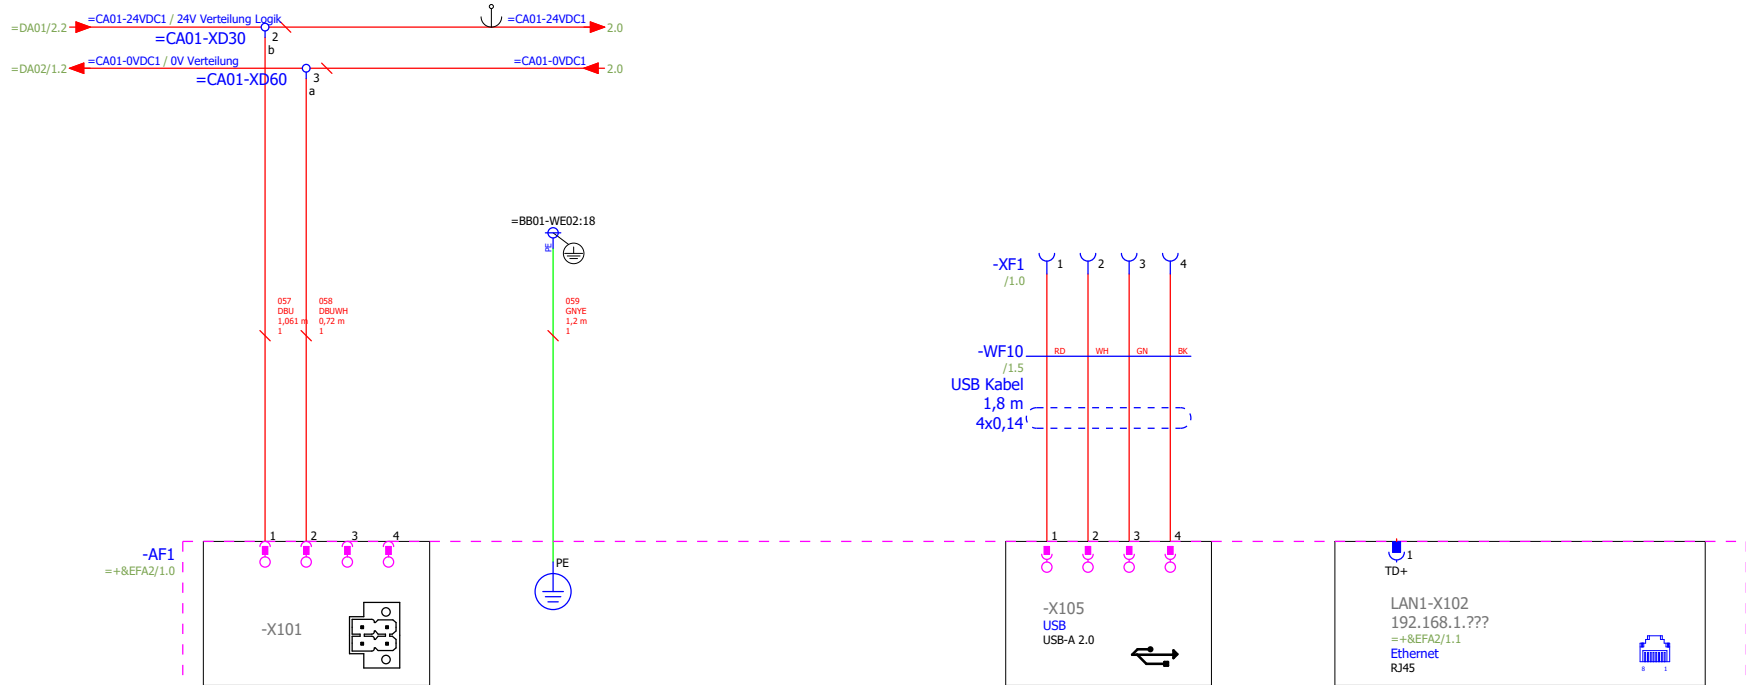 =DA01/2.2
=CA01-24VDC1 / 24V Verteilung Logik
=CA01-24VDC1
2.0
=CA01-XD30
2
b
=DA02/1.2
=CA01-0VDC1 / 0V Verteilung
=CA01-0VDC1
2.0
=CA01-XD60
3
a
=BB01-WE02:18
PE
-XF1
/1.0
1
2
3
4
057
DBU
1,061 m
1
058
DBUWH
0,72 m
1
059
GNYE
1,2 m
1
-WF10
/1.5
USB Kabel
1,8 m
4x0,14
RD
WH
GN
BK
-AF1
=+&EFA2/1.0
1
2
3
4
-X101
PE
1
2
3
4
-X105
USB
USB-A 2.0
1
TD+
LAN1-X102
192.168.1.???
=+&EFA2/1.1
Ethernet
RJ45
8 1